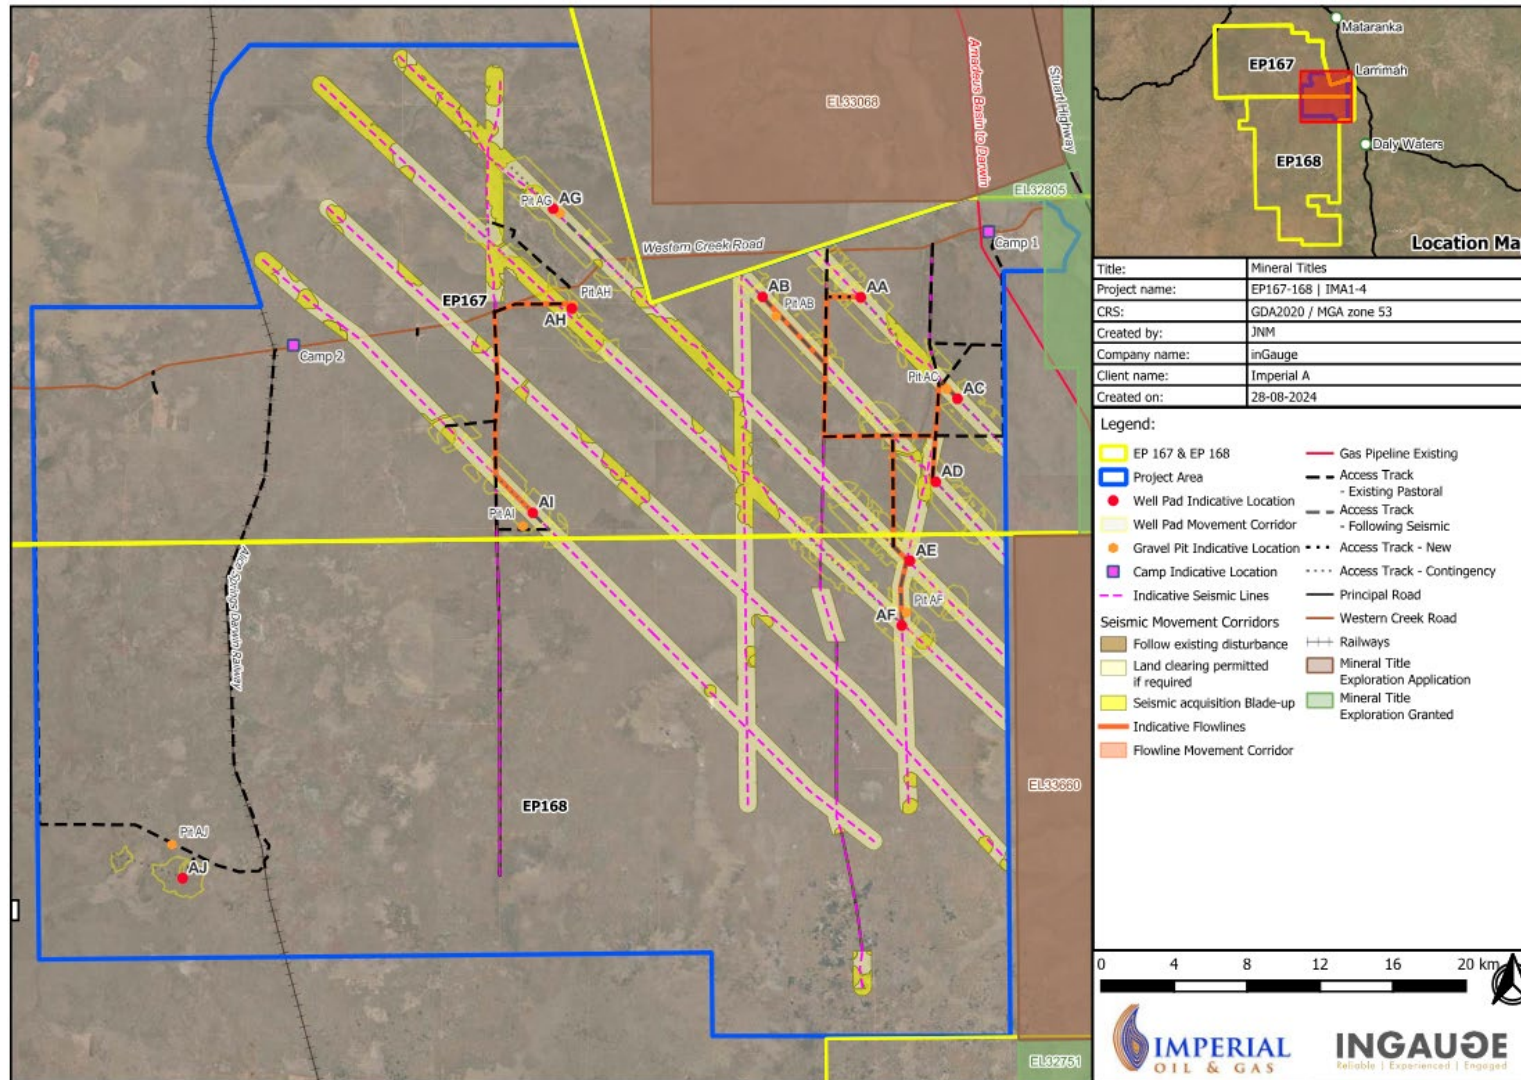 EL33068
Amadeus Basin to Darwin
Stuart Highway
EL32805
Pit AG
AG
Western Creek Road
Camp 1
Pit AH
EP167
AH
AB
Pit AB
AA
Camp 2
Pit AC
AC
AD
Pit AI
AI
AE
Pit AF
AF
Alice Springs Darwin Railway
EP168
EL33660
Pit AJ
AJ
EL32751
Mataranka
EP167
Larrimah
Daly Waters
EP168
Location Ma
Title: Mineral Titles
Project name: EP167-168 | IMA1-4
CRS: GDA2020 / MGA zone 53
Created by: JNM
Company name: inGauge
Client name: Imperial A
Created on: 28-08-2024
Legend:
EP 167 & EP 168
Project Area
Well Pad Indicative Location
Well Pad Movement Corridor
Gravel Pit Indicative Location
Camp Indicative Location
Indicative Seismic Lines
Seismic Movement Corridors
Follow existing disturbance
Land clearing permitted
if required
Seismic acquisition Blade-up
Indicative Flowlines
Flowline Movement Corridor
Gas Pipeline Existing
Access Track
- Existing Pastoral
Access Track
- Following Seismic
Access Track - New
Access Track - Contingency
Principal Road
Western Creek Road
Railways
Mineral Title
Exploration Application
Mineral Title
Exploration Granted
0 4 8 12 16 20 km
IMPERIAL
OIL & GAS
INGAUGE
Reliable | Experienced | Engaged